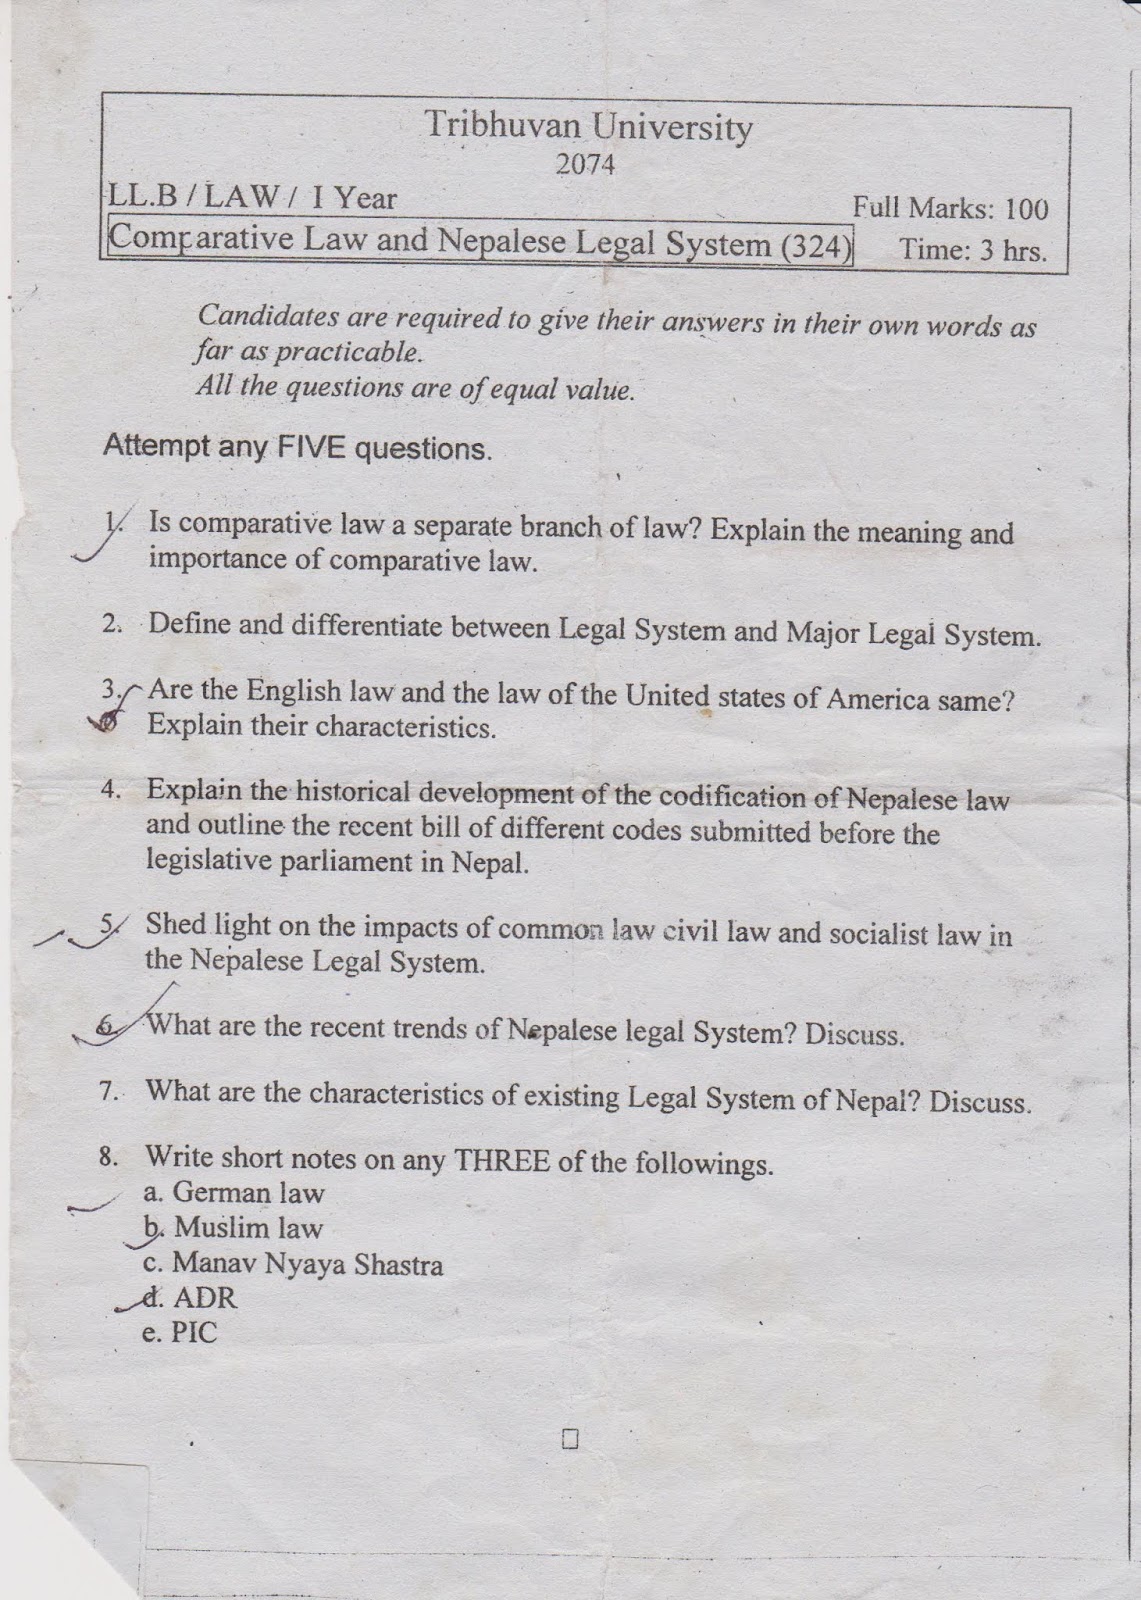 Tribhuvan University
2074
LL.B / LAW / I Year
Full Marks: 100
Comparative Law and Nepalese Legal System (324)
Time: 3 hrs.
Candidates are required to give their answers in their own words as
far as practicable.
All the questions are of equal value.
Attempt any FIVE questions.
1. Is comparative law a separate branch of law? Explain the meaning and
importance of comparative law.
2. Define and differentiate between Legal System and Major Legal System.
3. Are the English law and the law of the United states of America same?
Explain their characteristics.
4. Explain the historical development of the codification of Nepalese law
and outline the recent bill of different codes submitted before the
legislative parliament in Nepal.
5. Shed light on the impacts of common law civil law and socialist law in
the Nepalese Legal System.
6. What are the recent trends of Nepalese legal System? Discuss.
7. What are the characteristics of existing Legal System of Nepal? Discuss.
8. Write short notes on any THREE of the followings.
a. German law
b. Muslim law
c. Manav Nyaya Shastra
d. ADR
e. PIC